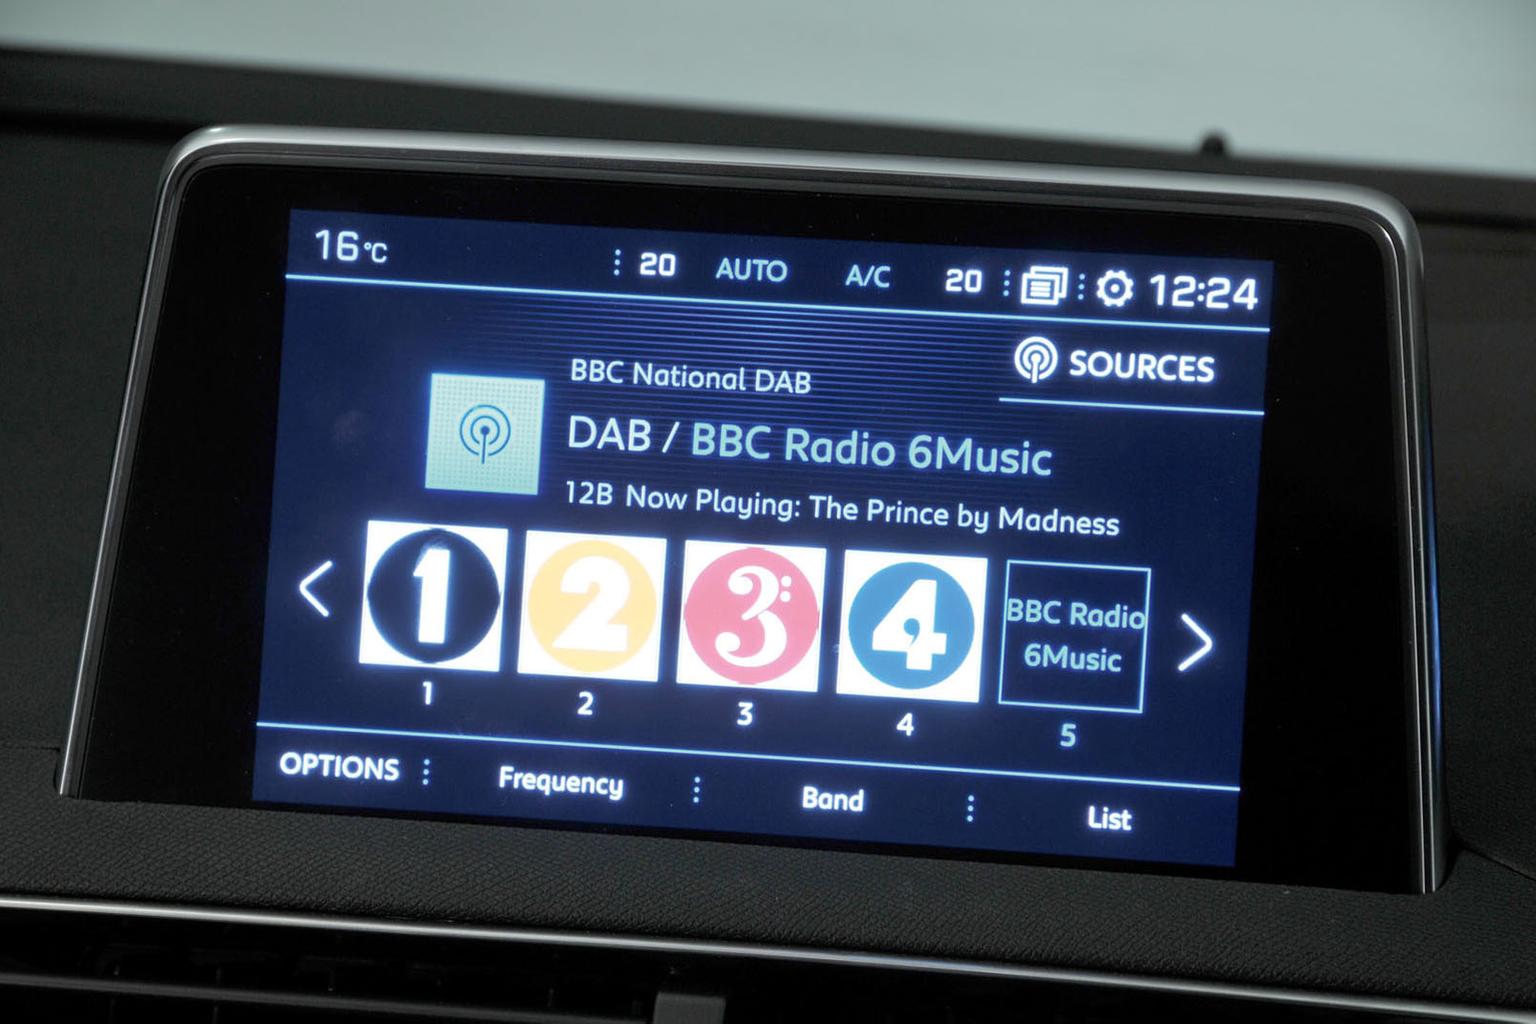 16°C 20 AUTO A/C 20 12:24
SOURCES
BBC National DAB
DAB / BBC Radio 6Music
12B Now Playing: The Prince by Madness
1 2 3 4 BBC Radio
6Music
1 2 3 4 5
OPTIONS Frequency Band List